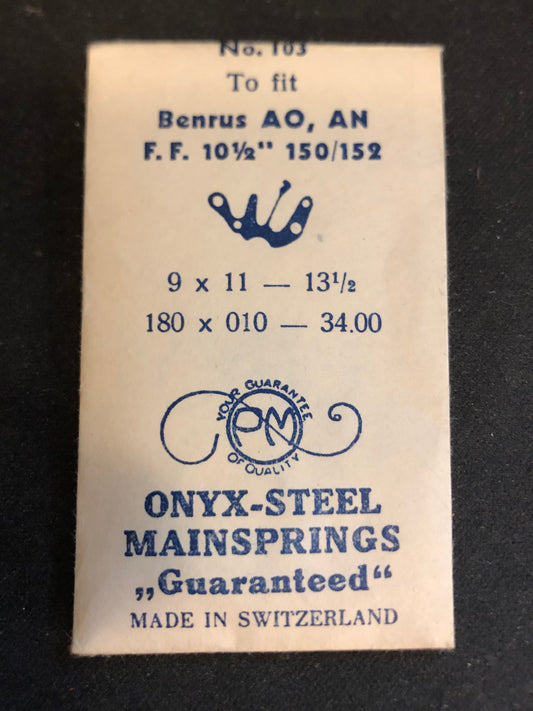 No. 103
To fit
Benrus AO, AN
F. F. 10½" 150/152
9 x 11 — 13½
180 x 010 — 34.00
YOUR GUARANTEE
PM
OF QUALITY
ONYX-STEEL
MAINSPRINGS
„Guaranteed“
MADE IN SWITZERLAND